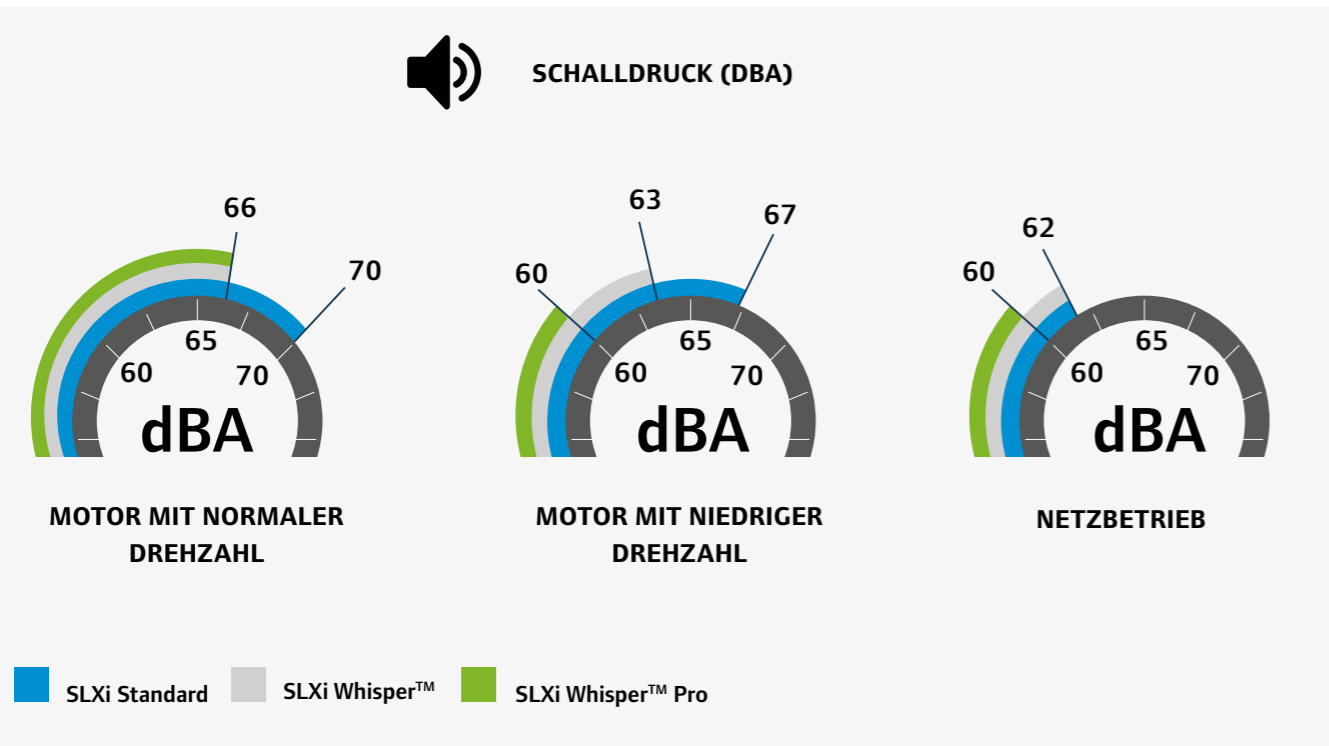 SCHALLDRUCK (DBA)
66
70
60
65
70
dBA
MOTOR MIT NORMALER
DREHZAHL
60
63
67
60
65
70
dBA
MOTOR MIT NIEDRIGER
DREHZAHL
60
62
60
65
70
dBA
NETZBETRIEB
SLXi Standard
SLXi Whisper™
SLXi Whisper™ Pro